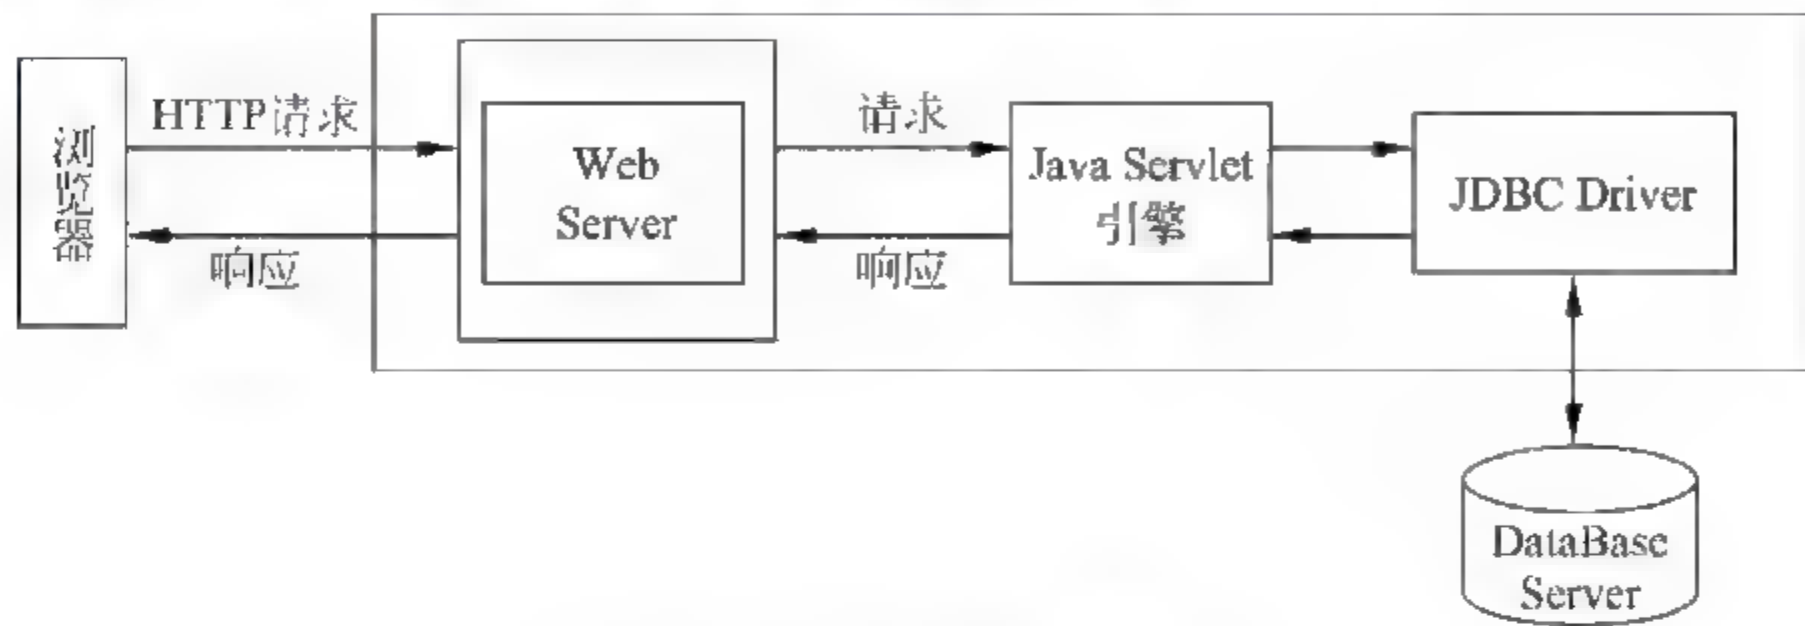 浏览器
HTTP请求
响应
Web
Server
请求
响应
Java Servlet
引擎
JDBC Driver
DataBase
Server